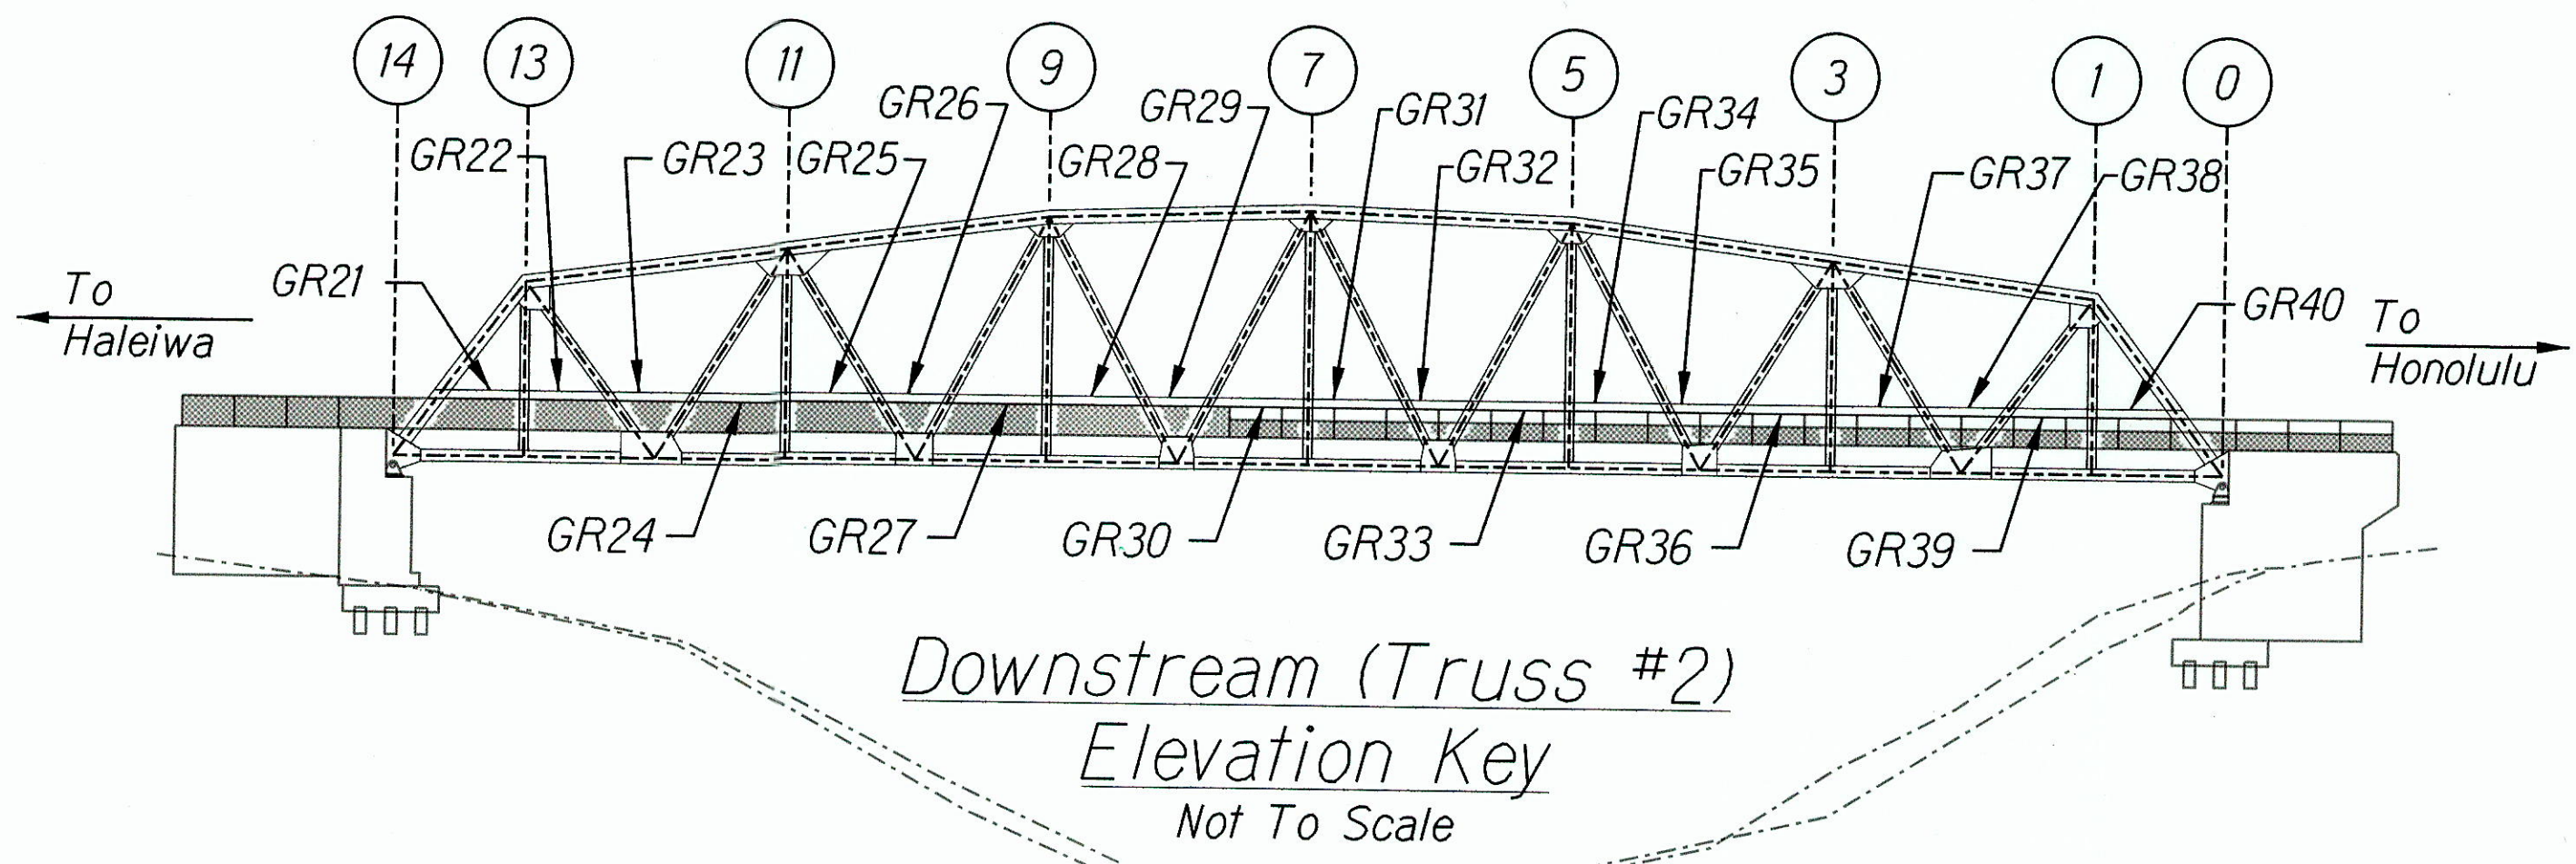 14 13 11 9 7 5 3 1 0
GR26 GR29 GR31 GR34
GR22 GR23 GR25 GR28 GR32 GR35 GR37 GR38
GR21 GR40
To
Haleiwa
To
Honolulu
GR24 GR27 GR30 GR33 GR36 GR39
Downstream (Truss #2)
Elevation Key
Not To Scale